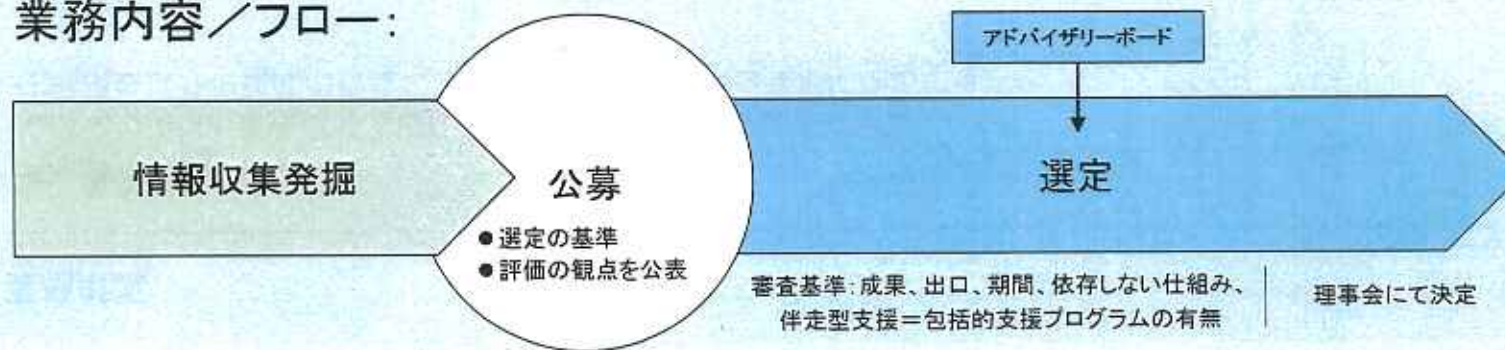 業務内容／フロー：
アドバイザリーボード
情報収集発掘
公募
●選定の基準
●評価の観点を公表
選定
審査基準：成果、出口、期間、依存しない仕組み、
伴走型支援＝包括的支援プログラムの有無
理事会にて決定